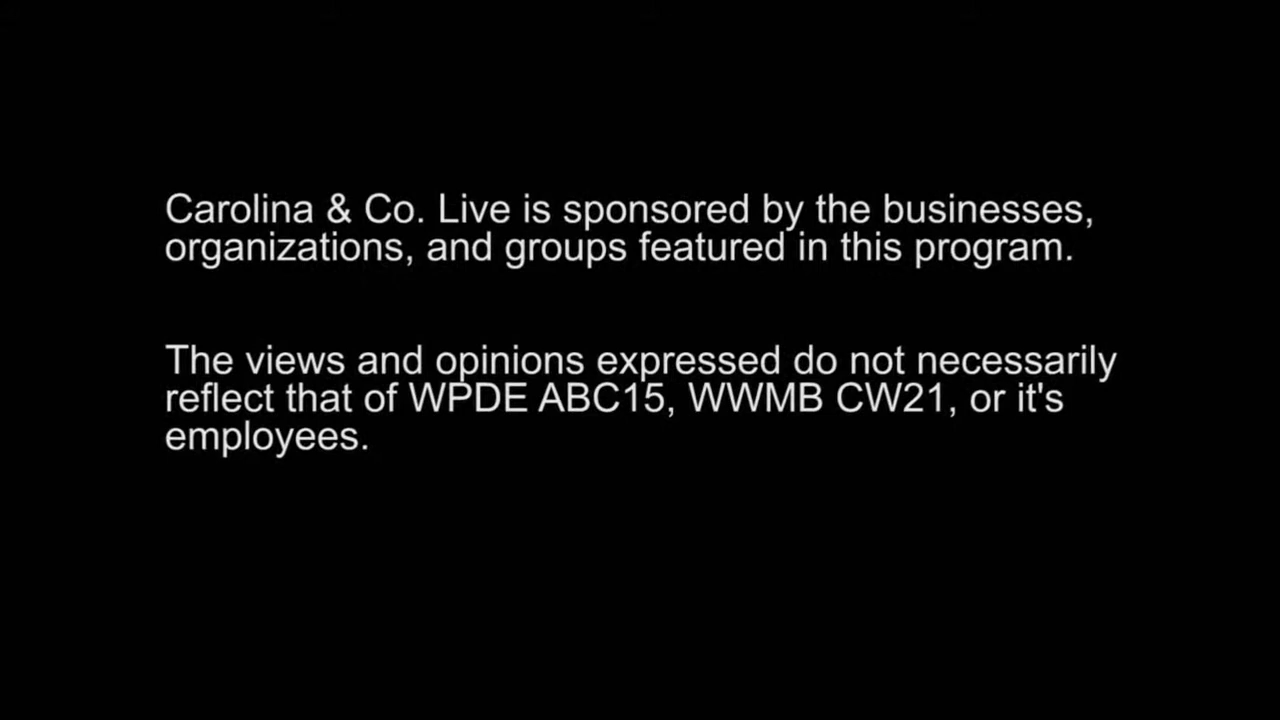 Carolina & Co. Live is sponsored by the businesses,
organizations, and groups featured in this program.
The views and opinions expressed do not necessarily
reflect that of WPDE ABC15, WWMB CW21, or it's
employees.